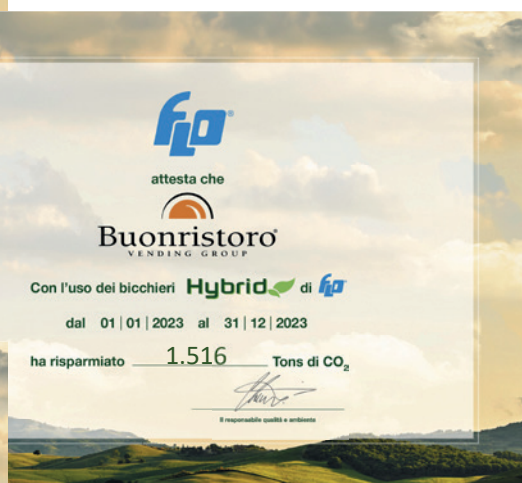 FLO®
attesta che
Buonristoro®
VENDING GROUP
Con l'uso dei bicchieri Hybrid di FLO®
dal 01 | 01 | 2023 al 31 | 12 | 2023
ha risparmiato 1.516 Tons di CO₂
Il responsabile qualità e ambiente